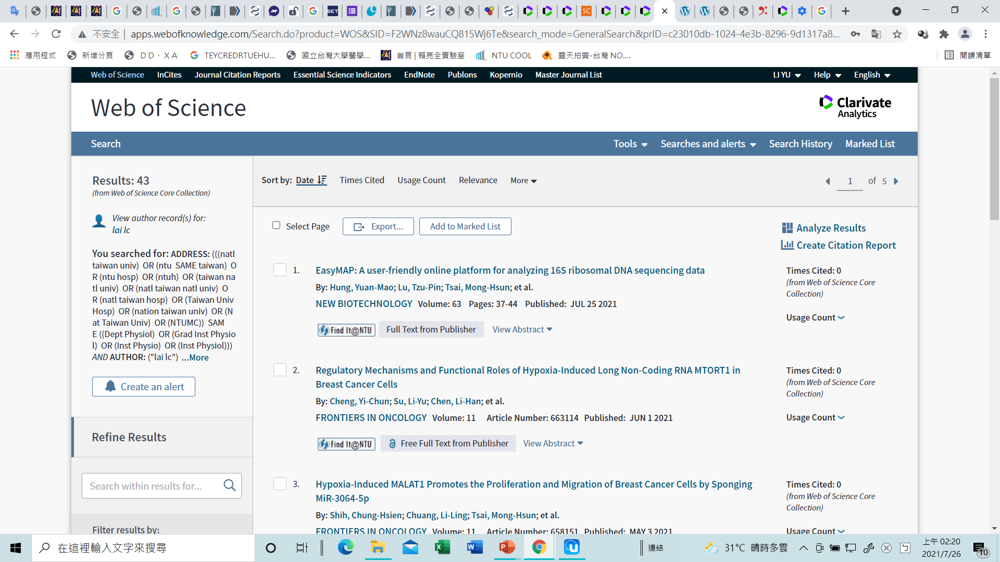 SET
SC
不安全 | apps.webofknowledge.com/Search.do?product=WOS&SID=F2WNz8wauCQ815Wj6Te&search_mode=GeneralSearch&prID=c23010db-1024-4e3b-8296-9d1317a8...
應用程式 新增分頁 D D、X A TEYCREDRTUEHU... 國立台灣大學醫學... 首頁 | 賴亮全實驗室 NTU COOL 露天拍賣-台灣 NO.... 閱讀清單
Web of Science InCites Journal Citation Reports Essential Science Indicators EndNote Publons Kopernio Master Journal List LI YU Help English
Web of Science
Clarivate
Analytics
Search Tools Searches and alerts Search History Marked List
Results: 43
(from Web of Science Core Collection)
View author record(s) for:
lai lc
You searched for: ADDRESS: (((natl
taiwan univ) OR (ntu SAME taiwan) O
R (ntu hosp) OR (ntuh) OR (taiwan na
tl univ) OR (natl taiwan natl univ) O
R (natl taiwan hosp) OR (Taiwan Univ
Hosp) OR (nation taiwan univ) OR (N
at Taiwan Univ) OR (NTUMC)) SAM
E ((Dept Physiol) OR (Grad Inst Physio
l) OR (Inst Physio) OR (Inst Physiol)))
AND AUTHOR: ("lai lc") ...More
Create an alert
Refine Results
Search within results for...
Filter results by:
Sort by: Date Times Cited Usage Count Relevance More
1 of 5
Select Page Export... Add to Marked List
Analyze Results
Create Citation Report
1. EasyMAP: A user-friendly online platform for analyzing 16S ribosomal DNA sequencing data
By: Hung, Yuan-Mao; Lu, Tzu-Pin; Tsai, Mong-Hsun; et al.
NEW BIOTECHNOLOGY Volume: 63 Pages: 37-44 Published: JUL 25 2021
Find It@NTU Full Text from Publisher View Abstract
Times Cited: 0
(from Web of Science Core
Collection)
Usage Count
2. Regulatory Mechanisms and Functional Roles of Hypoxia-Induced Long Non-Coding RNA MTORT1 in
Breast Cancer Cells
By: Cheng, Yi-Chun; Su, Li-Yu; Chen, Li-Han; et al.
FRONTIERS IN ONCOLOGY Volume: 11 Article Number: 663114 Published: JUN 1 2021
Find It@NTU Free Full Text from Publisher View Abstract
Times Cited: 0
(from Web of Science Core
Collection)
Usage Count
3. Hypoxia-Induced MALAT1 Promotes the Proliferation and Migration of Breast Cancer Cells by Sponging
MiR-3064-5p
By: Shih, Chung-Hsien; Chuang, Li-Ling; Tsai, Mong-Hsun; et al.
FRONTIERS IN ONCOLOGY Volume: 11 Article Number: 658151 Published: MAY 3 2021
Times Cited: 0
(from Web of Science Core
Collection)
Usage Count
在這裡輸入文字來搜尋
連結
31°C 晴時多雲
ㄅ
上午 02:20
2021/7/26
10